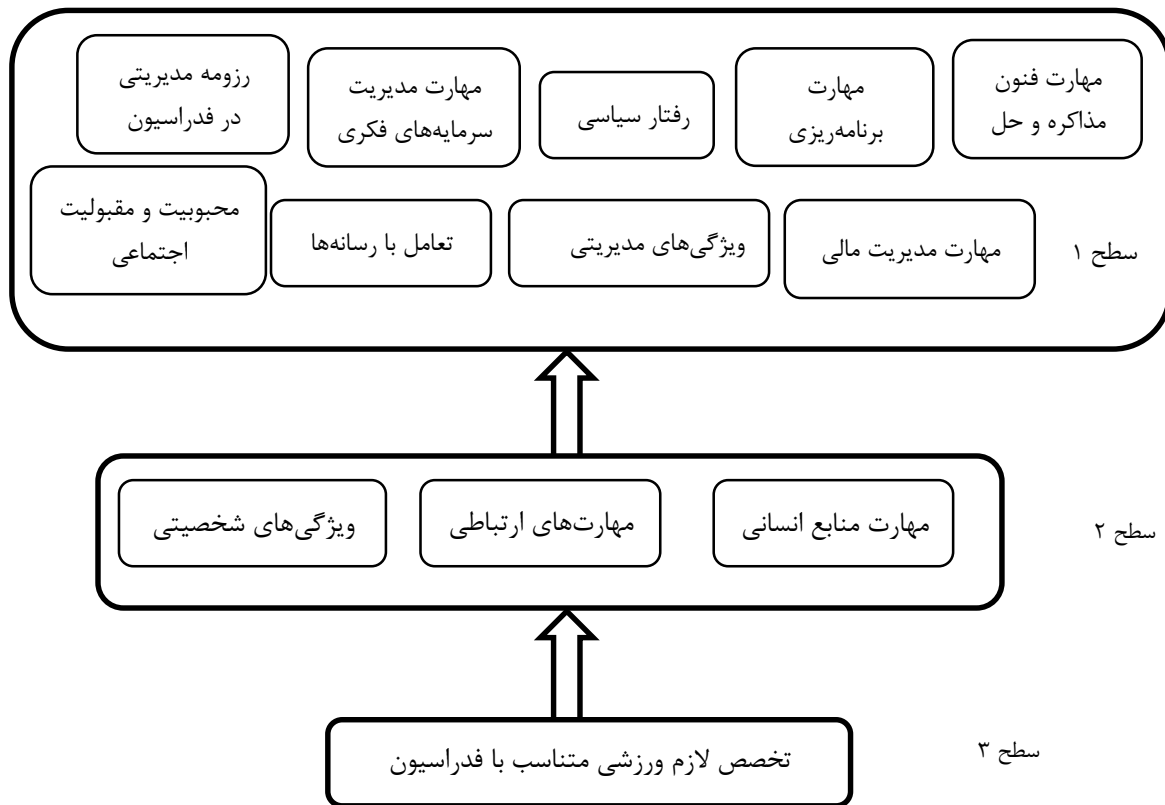 مهارت فنون
مذاکره و حل
مهارت
برنامه‌ریزی
رفتار سیاسی
مهارت مدیریت
سرمایه‌های فکری
رزومه مدیریتی
در فدراسیون
سطح ۱
مهارت مدیریت مالی
ویژگی‌های مدیریتی
تعامل با رسانه‌ها
محبوبیت و مقبولیت
اجتماعی
سطح ۲
مهارت منابع انسانی
مهارت‌های ارتباطی
ویژگی‌های شخصیتی
سطح ۳
تخصص لازم ورزشی متناسب با فدراسیون